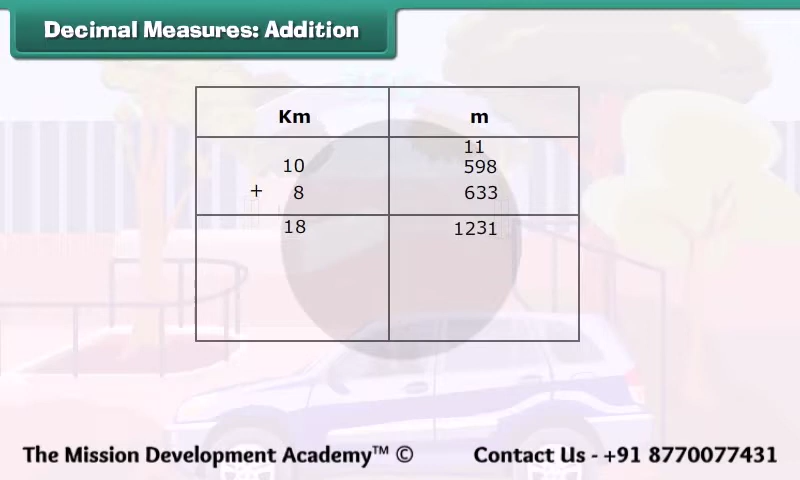 Decimal Measures: Addition
Km m
11
10 598
+ 8 633
18 1231
The Mission Development Academy™ © Contact Us - +91 8770077431